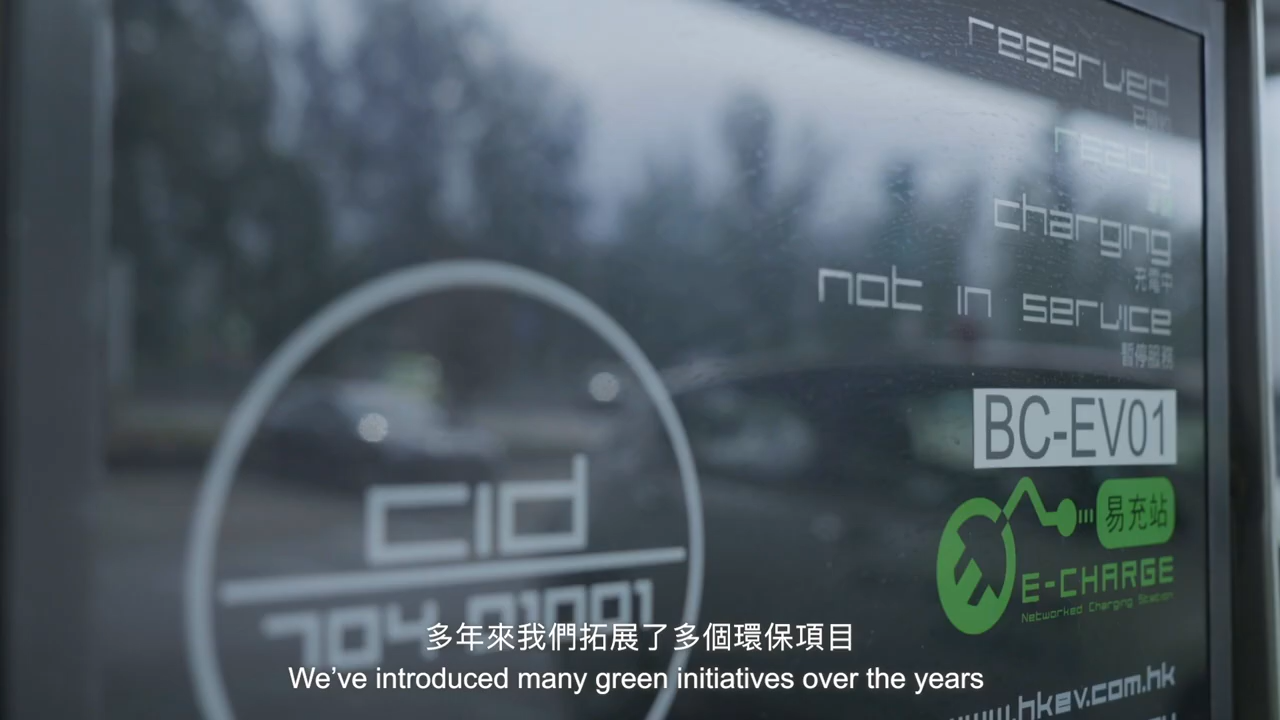 reserved
ready
charging
充電中
not in service
暫停服務
BC-EV01
易充站
E-CHARGE
Networked Charging Station
cid
704-01001
www.hkev.com.hk
多年來我們拓展了多個環保項目
We've introduced many green initiatives over the years